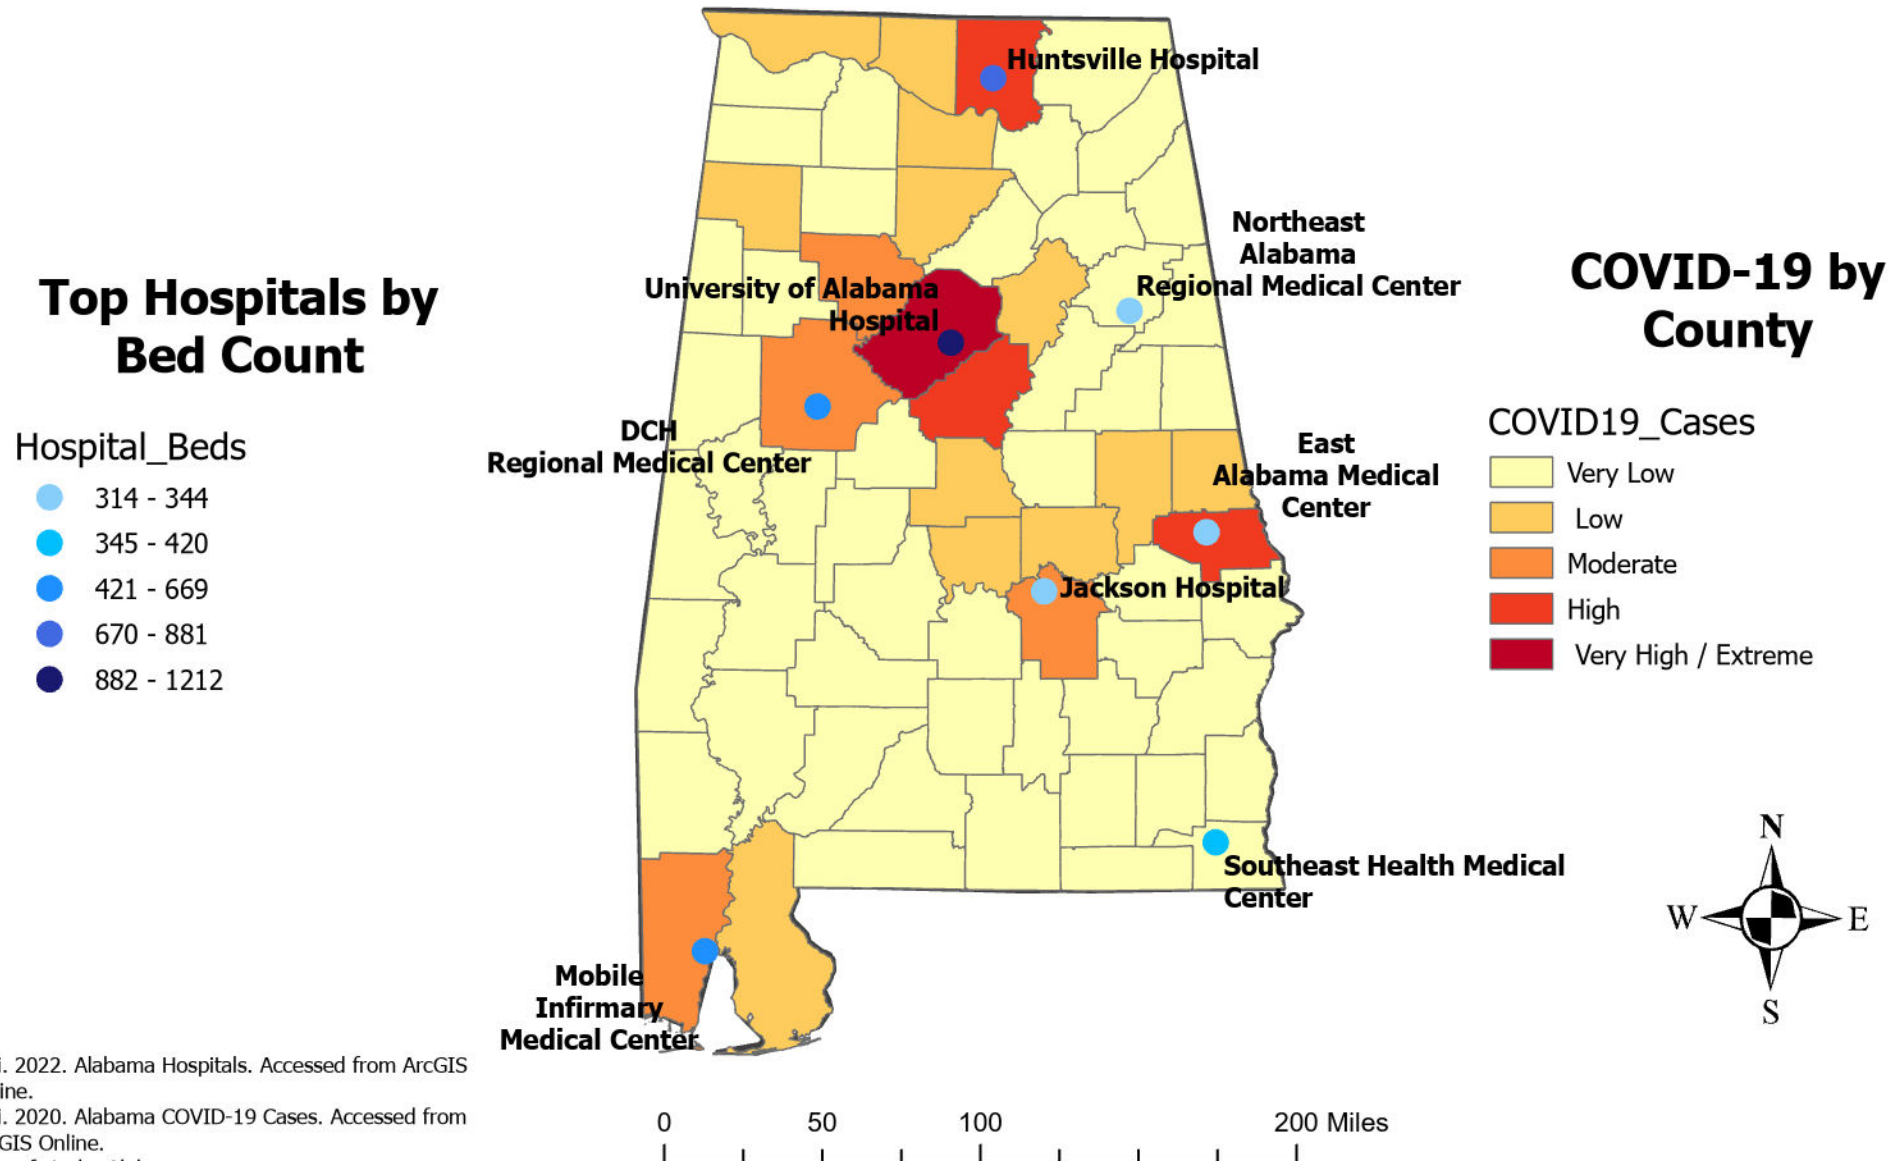 Top Hospitals by
Bed Count
Hospital_Beds
314 - 344
345 - 420
421 - 669
670 - 881
882 - 1212
Huntsville Hospital
Northeast
Alabama
Regional Medical Center
University of Alabama
Hospital
DCH
Regional Medical Center
East
Alabama Medical
Center
Jackson Hospital
Southeast Health Medical
Center
Mobile
Infirmary
Medical Center
COVID-19 by
County
COVID19_Cases
Very Low
Low
Moderate
High
Very High / Extreme
N
W
E
S
i. 2022. Alabama Hospitals. Accessed from ArcGIS
ine.
i. 2020. Alabama COVID-19 Cases. Accessed from
GIS Online.
0 50 100 200 Miles